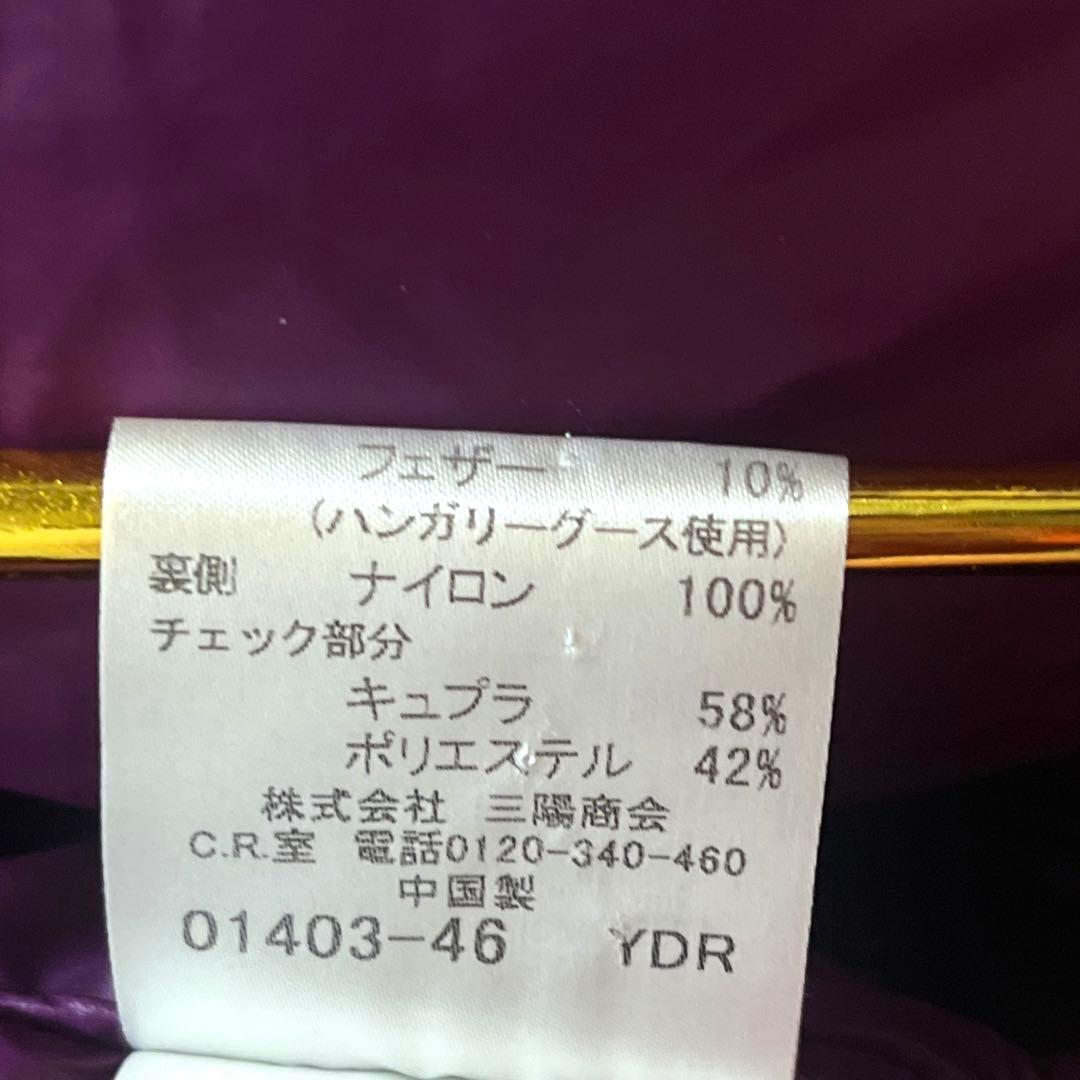 フェザー 10%
(ハンガリーグース使用)
裏側 ナイロン 100%
チェック部分
キュプラ 58%
ポリエステル 42%
株式会社 三陽商会
C.R.室 電話0120-340-460
中国製
01403-46 YDR